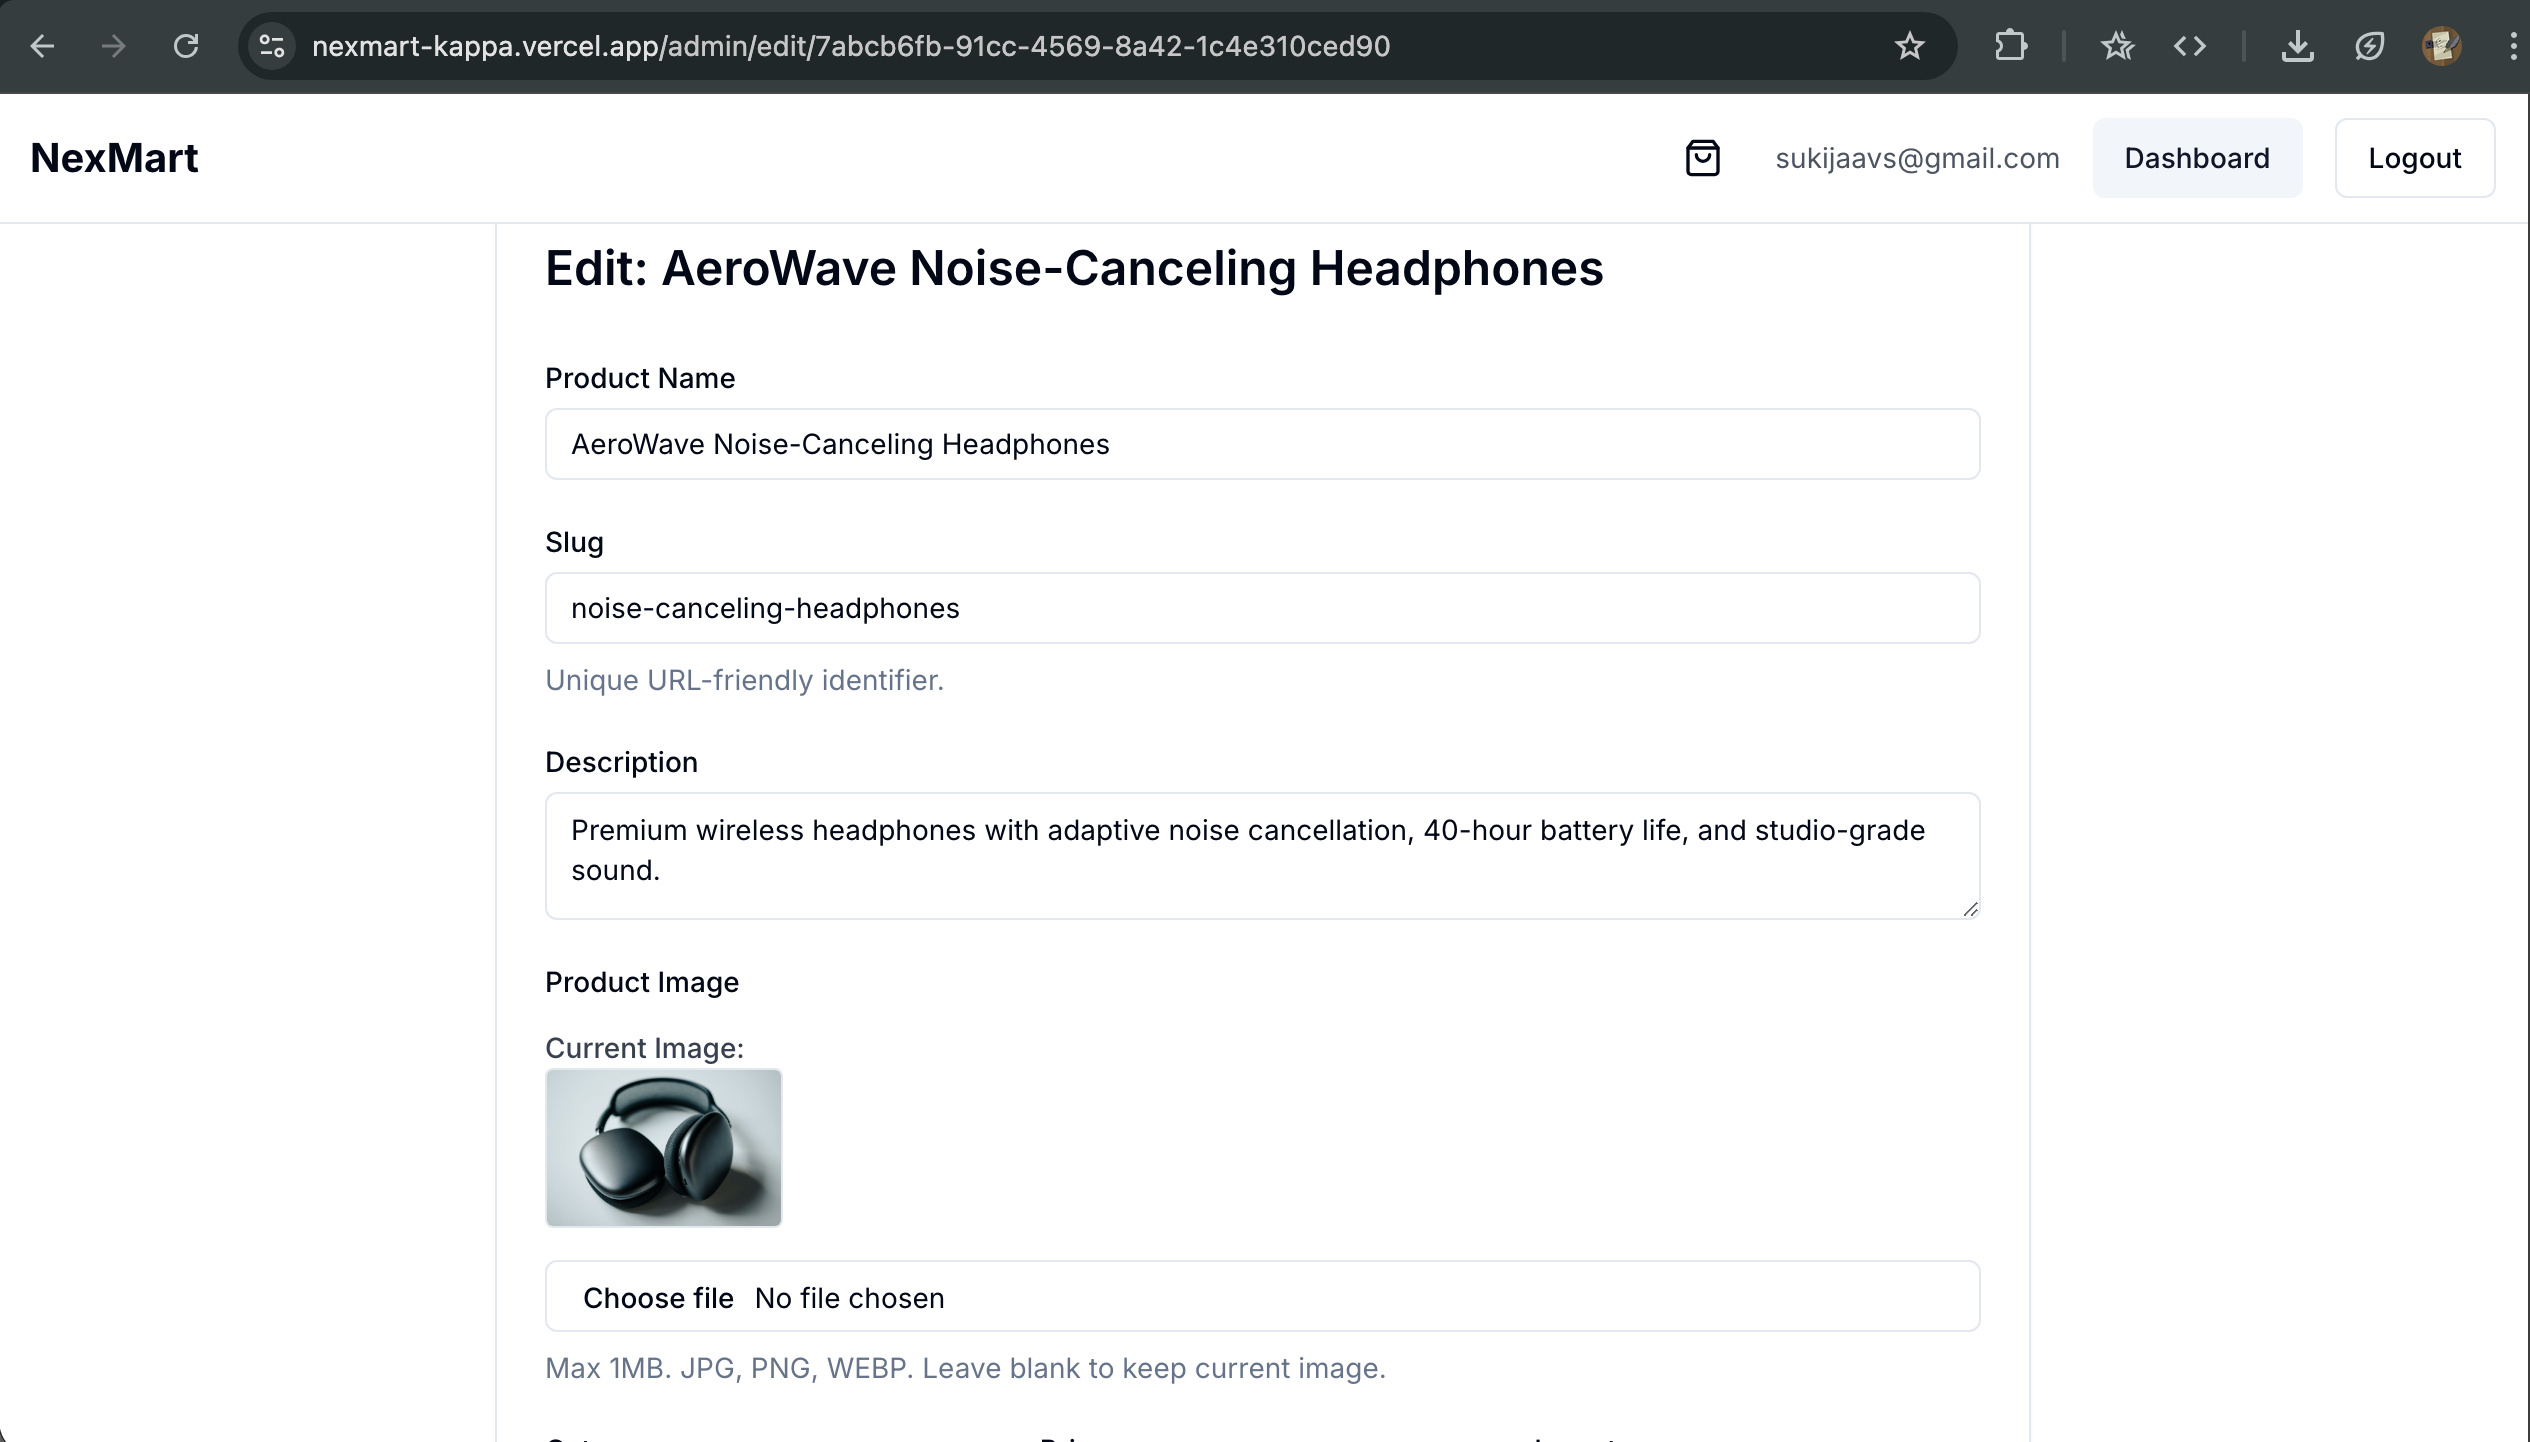 nexmart-kappa.vercel.app/admin/edit/7abcb6fb-91cc-4569-8a42-1c4e310ced90
NexMart
sukijaavs@gmail.com
Dashboard
Logout
Edit: AeroWave Noise-Canceling Headphones
Product Name
AeroWave Noise-Canceling Headphones
Slug
noise-canceling-headphones
Unique URL-friendly identifier.
Description
Premium wireless headphones with adaptive noise cancellation, 40-hour battery life, and studio-grade
sound.
Product Image
Current Image:
Choose file No file chosen
Max 1MB. JPG, PNG, WEBP. Leave blank to keep current image.